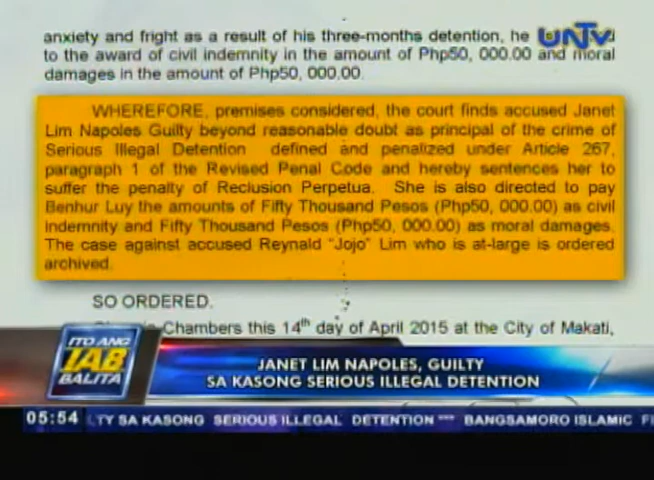 anxiety and fright as a result of his three-months detention, he
UNTV
to the award of civil indemnity in the amount of Php50, 000.00 and moral
damages in the amount of Php50, 000.00.
WHEREFORE, premises considered, the court finds accused Janet
Lim Napoles Guilty beyond reasonable doubt as principal of the crime of
Serious Illegal Detention defined and penalized under Article 267,
paragraph 1 of the Revised Penal Code and hereby sentences her to
suffer the penalty of Reclusion Perpetua. She is also directed to pay
Benhur Luy the amounts of Fifty Thousand Pesos (Php50, 000.00) as civil
indemnity and Fifty Thousand Pesos (Php50, 000.00) as moral damages.
The case against accused Reynald "Jojo" Lim who is at-large is ordered
archived.
SO ORDERED.
Chambers this 14th day of April 2015 at the City of Makati,
ITO ANG
BALITA
JANET LIM NAPOLES, GUILTY
SA KASONG SERIOUS ILLEGAL DETENTION
05:54 LTY SA KASONG SERIOUS ILLEGAL DETENTION *** BANGSAMORO ISLAMIC